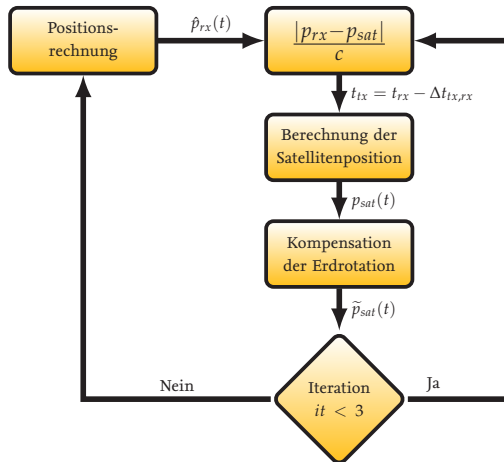 Positions-
rechnung
p̂_rx(t)
|p_rx − p_sat|
c
t_tx = t_rx − Δt_tx,rx
Berechnung der
Satellitenposition
p_sat(t)
Kompensation
der Erdrotation
p̃_sat(t)
Nein
Iteration
it < 3
Ja